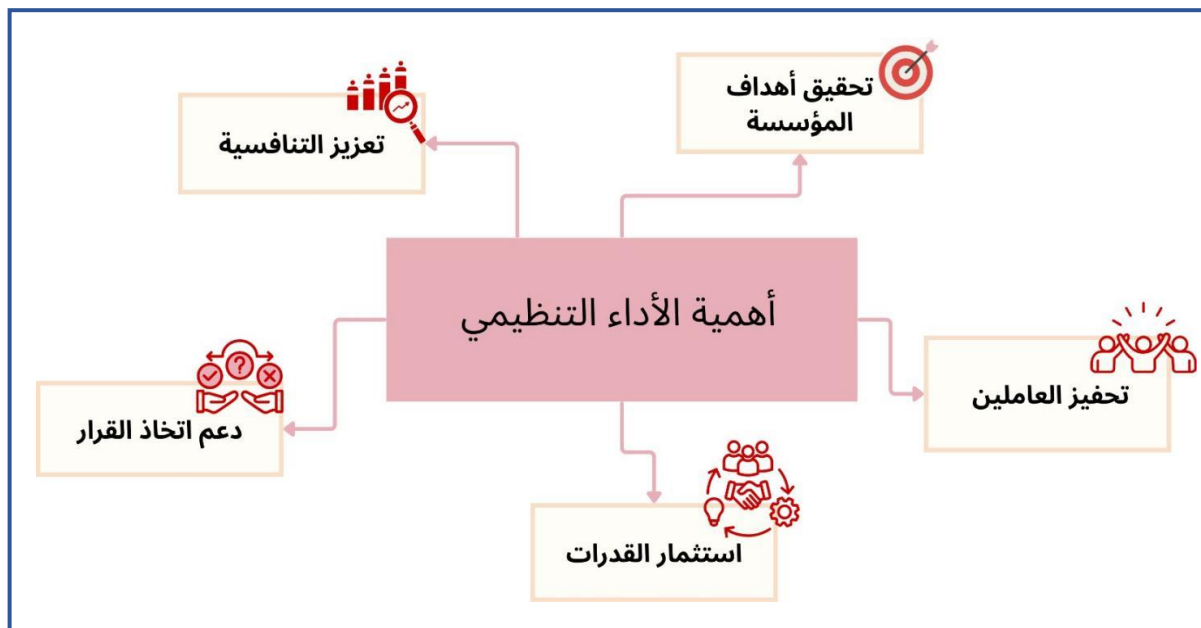 أهمية الأداء التنظيمي
تحقيق أهداف
المؤسسة
تعزيز التنافسية
تحفيز العاملين
دعم اتخاذ القرار
استثمار القدرات